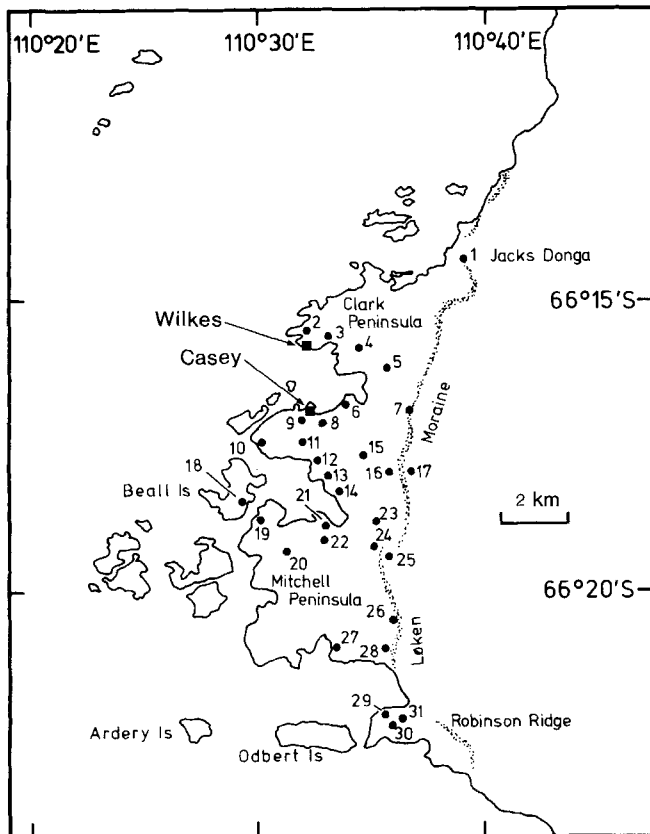 110°20'E 110°30'E 110°40'E
1 Jacks Donga
66°15'S
Clark
Peninsula
Wilkes
2
3
4
5
Casey
6
7
Moraine
9
8
10
11
12
15
13
14
16
17
18
Beall Is
21
2 km
19
22
23
24
25
20
Mitchell
Peninsula
66°20'S
26
Løken
27
28
29
31
30
Robinson Ridge
Ardery Is
Odbert Is